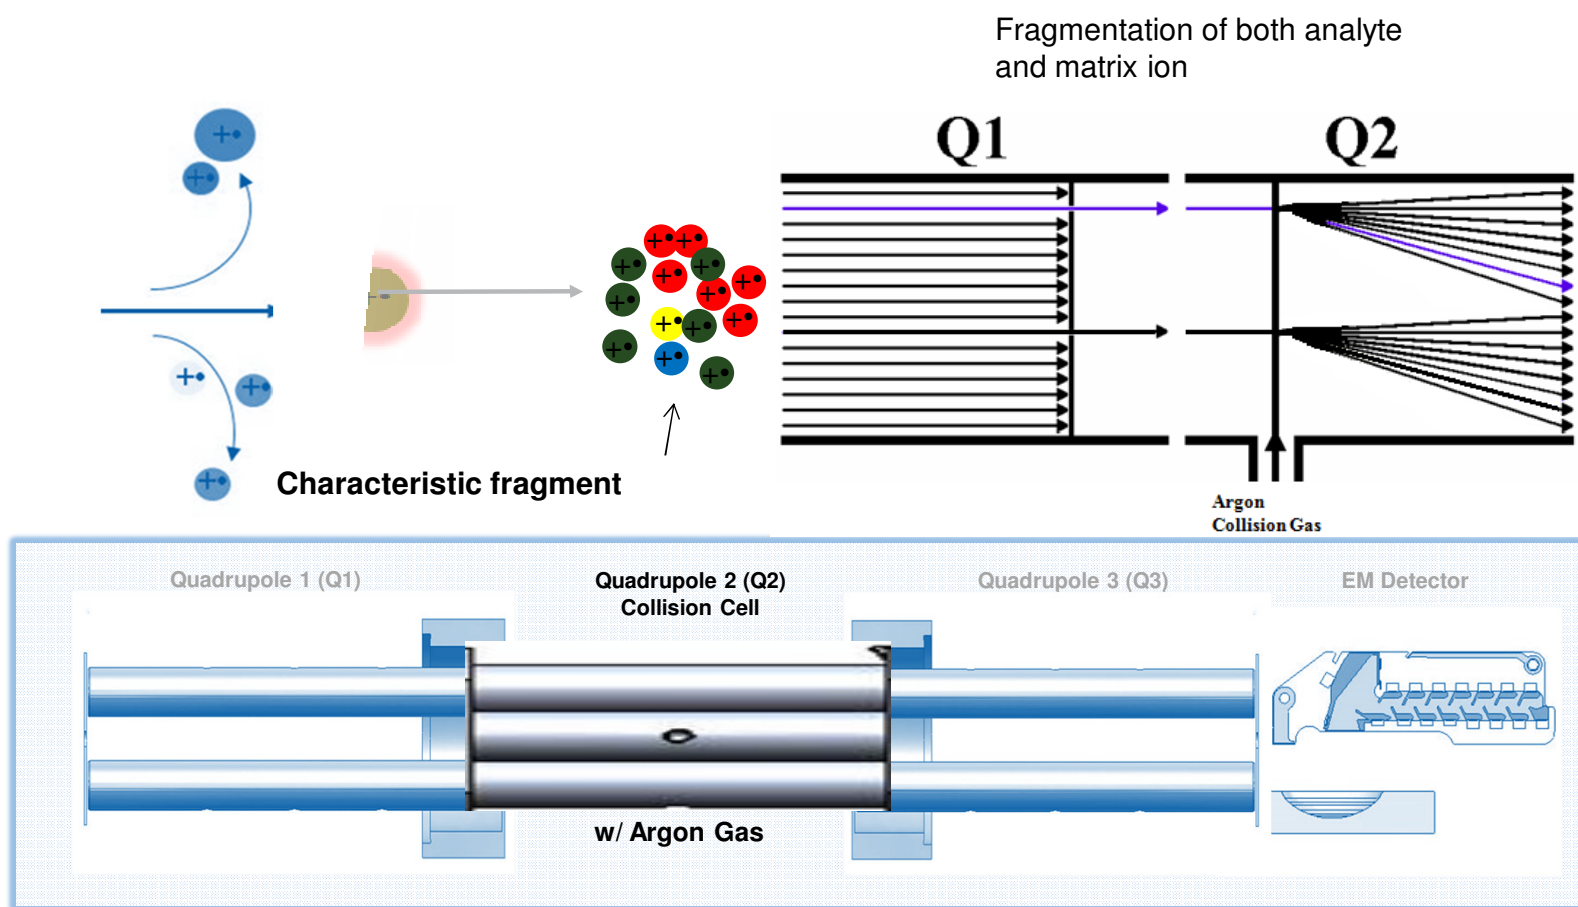 Fragmentation of both analyte
and matrix ion
Q1
Q2
Characteristic fragment
Argon
Collision Gas
Quadrupole 1 (Q1)
Quadrupole 2 (Q2)
Collision Cell
Quadrupole 3 (Q3)
EM Detector
w/ Argon Gas